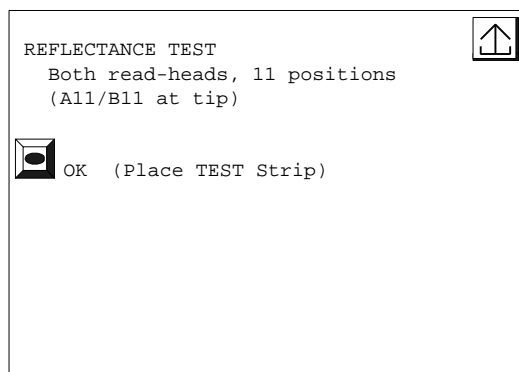 REFLECTANCE TEST
Both read-heads, 11 positions
(A11/B11 at tip)
OK (Place TEST Strip)